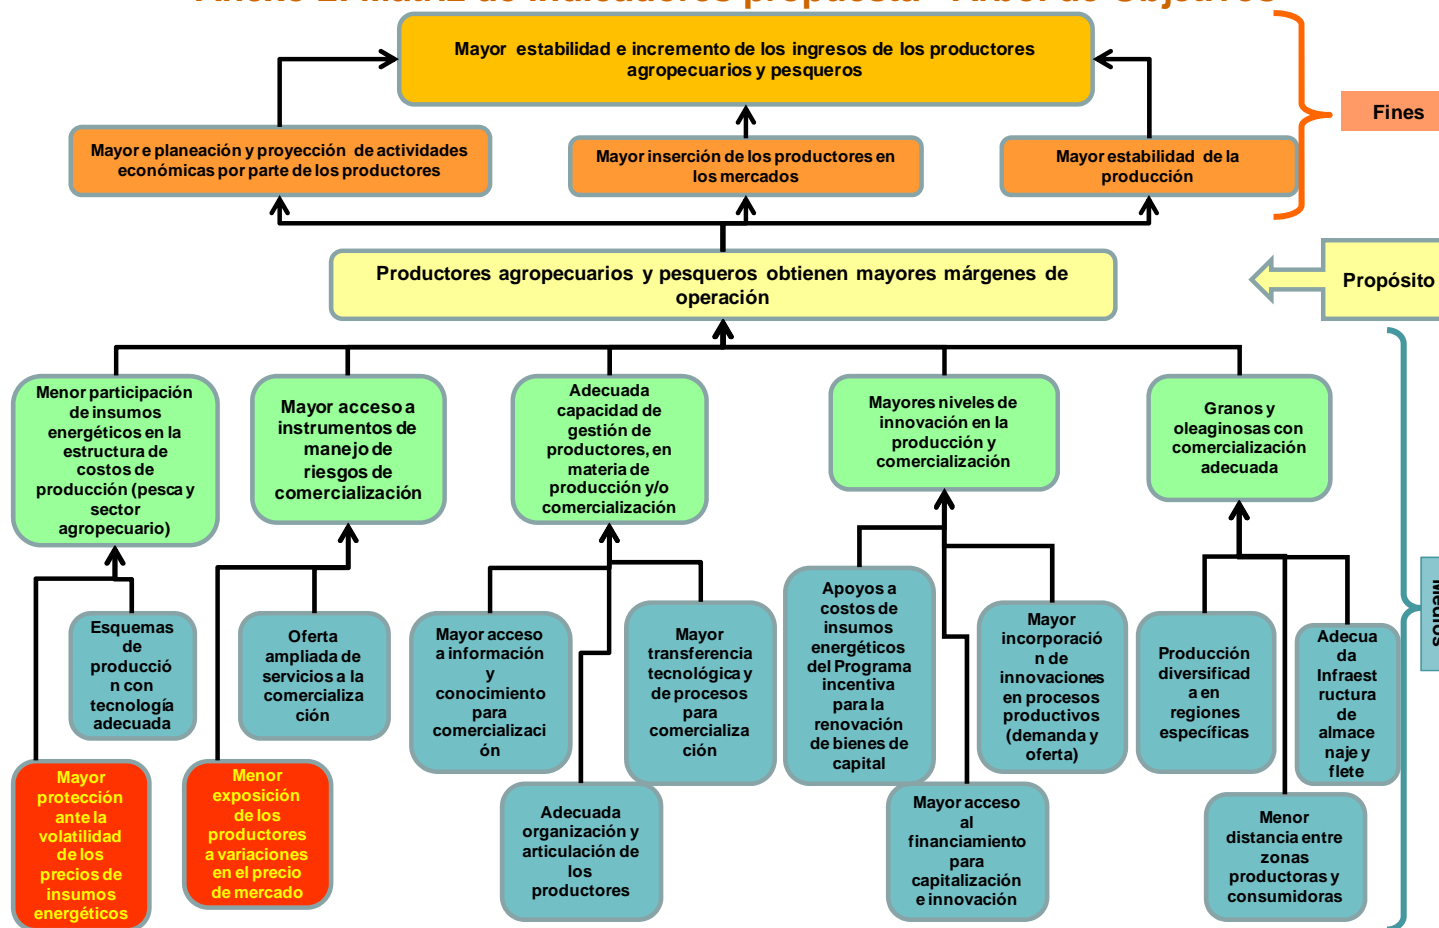 Anexo 2. Matriz de indicadores propuesta - Árbol de Objetivos
Mayor estabilidad e incremento de los ingresos de los productores
agropecuarios y pesqueros
Fines
Mayor e planeación y proyección de actividades
económicas por parte de los productores
Mayor inserción de los productores en
los mercados
Mayor estabilidad de la
producción
Productores agropecuarios y pesqueros obtienen mayores márgenes de
operación
Propósito
Menor participación
de insumos
energéticos en la
estructura de
costos de
producción (pesca y
sector
agropecuario)
Mayor acceso a
instrumentos de
manejo de
riesgos de
comercialización
Adecuada
capacidad de
gestión de
productores, en
materia de
producción y/o
comercialización
Mayores niveles de
innovación en la
producción y
comercialización
Granos y
oleaginosas con
comercialización
adecuada
Medios
Esquemas
de
producció
n con
tecnología
adecuada
Oferta
ampliada de
servicios a la
comercializa
ción
Mayor acceso
a información
y
conocimiento
para
comercializaci
ón
Mayor
transferencia
tecnológica y
de procesos
para
comercializa
ción
Apoyos a
costos de
insumos
energéticos
del Programa
incentiva
para la
renovación
de bienes de
capital
Mayor
incorporació
n de
innovaciones
en procesos
productivos
(demanda y
oferta)
Producción
diversificad
a en
regiones
específicas
Adecua
da
Infraest
ructura
de
almace
naje y
flete
Mayor
protección
ante la
volatilidad
de los
precios de
insumos
energéticos
Menor
exposición
de los
productores
a variaciones
en el precio
de mercado
Adecuada
organización y
articulación de
los
productores
Mayor acceso
al
financiamiento
para
capitalización
e innovación
Menor
distancia entre
zonas
productoras y
consumidoras